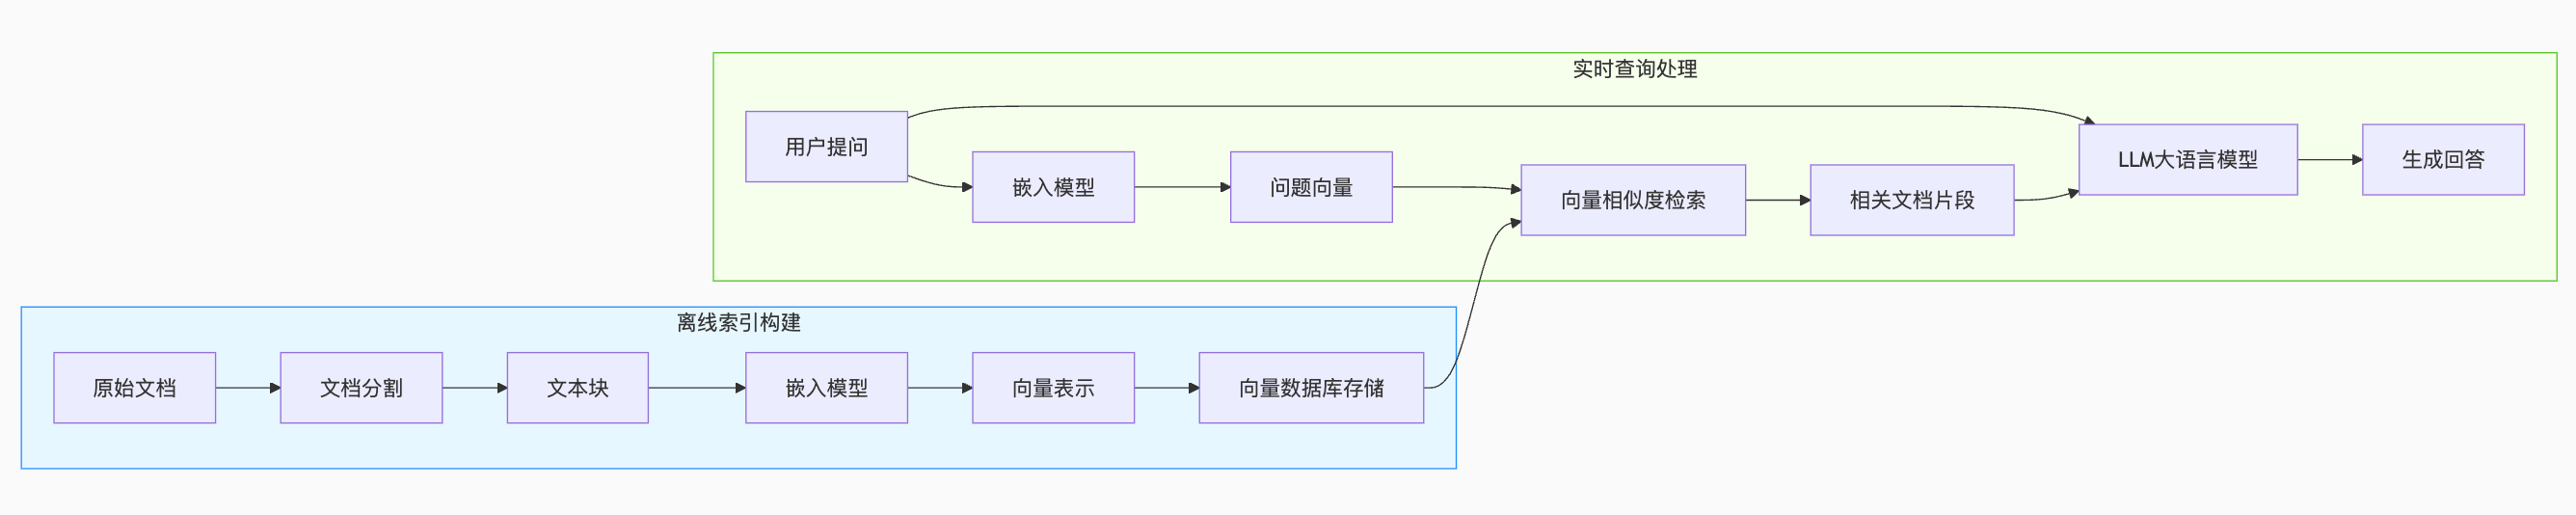 实时查询处理
用户提问
嵌入模型
问题向量
向量相似度检索
相关文档片段
LLM大语言模型
生成回答
离线索引构建
原始文档
文档分割
文本块
嵌入模型
向量表示
向量数据库存储